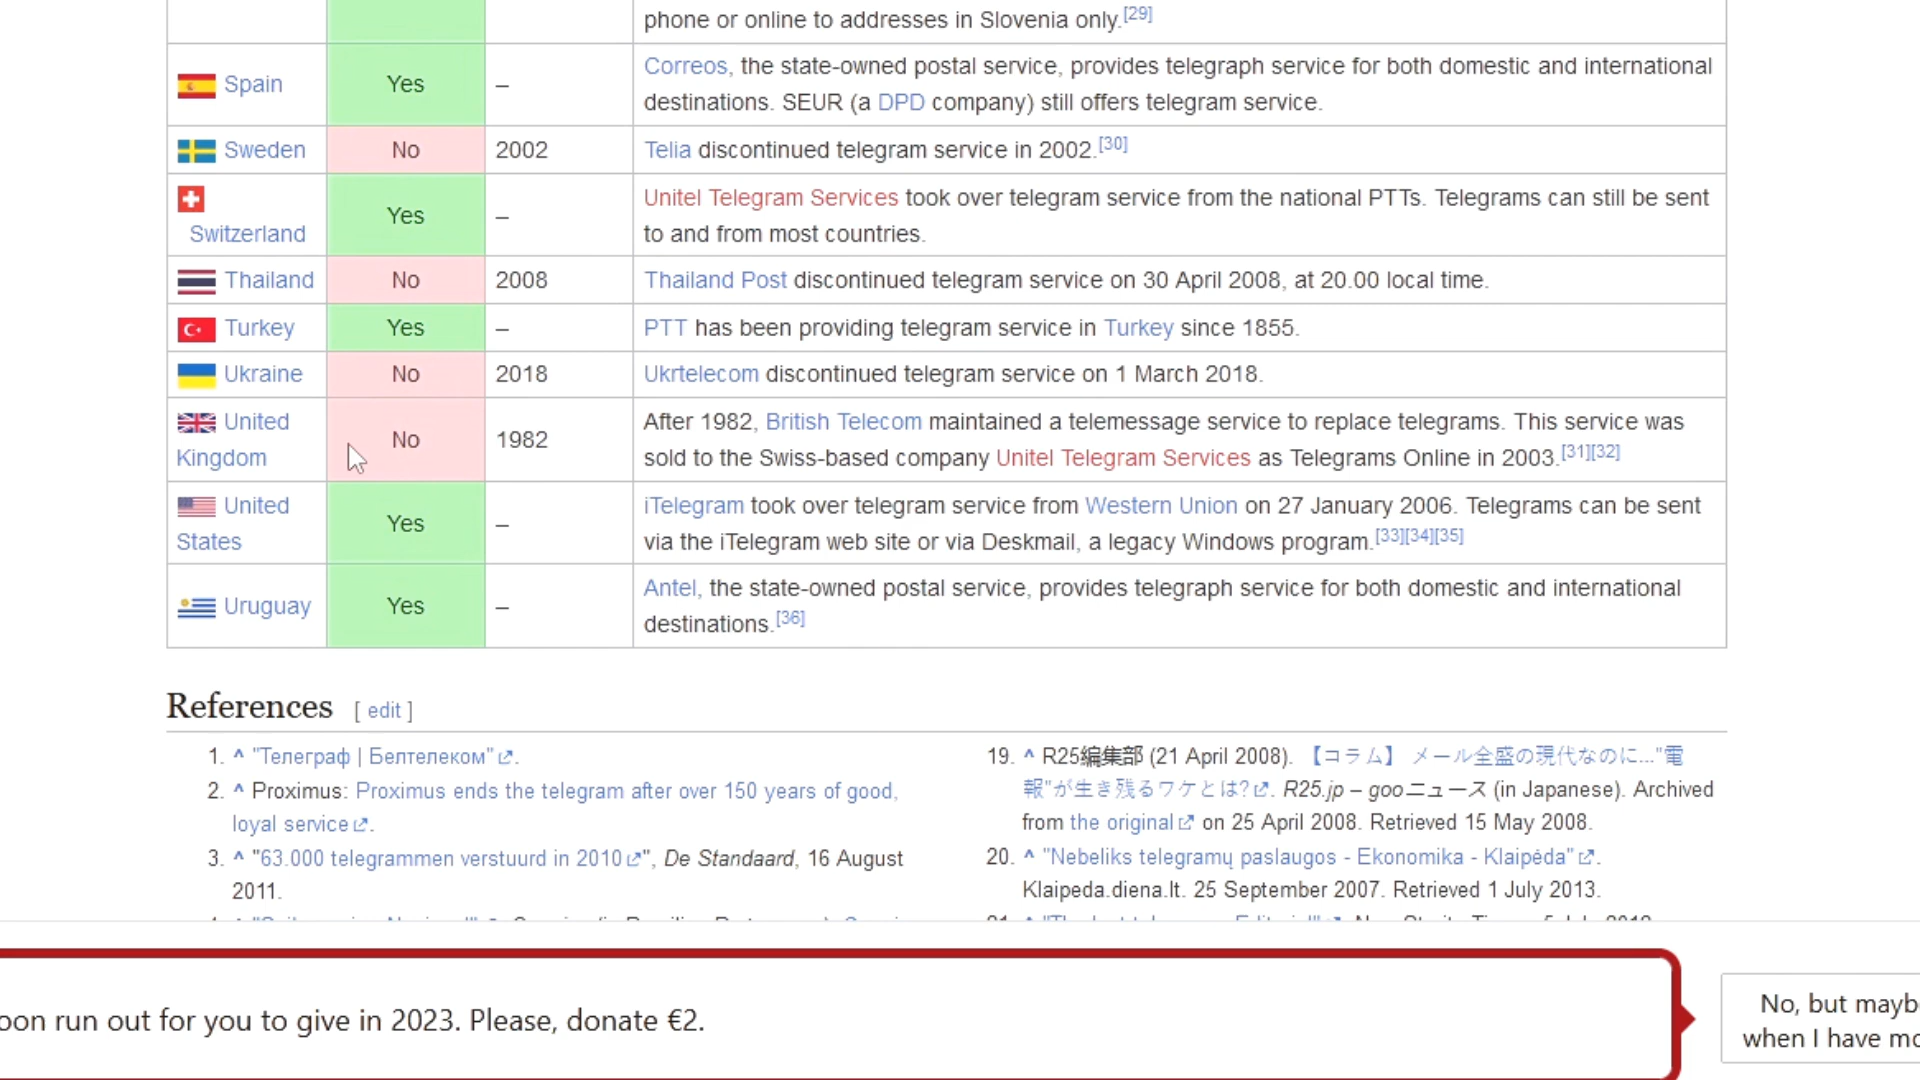 phone or online to addresses in Slovenia only.[29]
Spain
Yes
–
Correos, the state-owned postal service, provides telegraph service for both domestic and international
destinations. SEUR (a DPD company) still offers telegram service.
Sweden
No
2002
Telia discontinued telegram service in 2002.[30]
Switzerland
Yes
–
Unitel Telegram Services took over telegram service from the national PTTs. Telegrams can still be sent
to and from most countries.
Thailand
No
2008
Thailand Post discontinued telegram service on 30 April 2008, at 20.00 local time.
Turkey
Yes
–
PTT has been providing telegram service in Turkey since 1855.
Ukraine
No
2018
Ukrtelecom discontinued telegram service on 1 March 2018.
United
Kingdom
No
1982
After 1982, British Telecom maintained a telemessage service to replace telegrams. This service was
sold to the Swiss-based company Unitel Telegram Services as Telegrams Online in 2003.[31][32]
United
States
Yes
–
iTelegram took over telegram service from Western Union on 27 January 2006. Telegrams can be sent
via the iTelegram web site or via Deskmail, a legacy Windows program.[33][34][35]
Uruguay
Yes
–
Antel, the state-owned postal service, provides telegraph service for both domestic and international
destinations.[36]
References [ edit ]
1. ^ "Телеграф | Белтелеком".
2. ^ Proximus: Proximus ends the telegram after over 150 years of good,
loyal service.
3. ^ "63.000 telegrammen verstuurd in 2010", De Standaard, 16 August
2011.
19. ^ R25編集部 (21 April 2008). 【コラム】 メール全盛の現代なのに..."電
報"が生き残るワケとは?. R25.jp – gooニュース (in Japanese). Archived
from the original on 25 April 2008. Retrieved 15 May 2008.
20. ^ "Nebeliks telegramų paslaugos - Ekonomika - Klaipėda".
Klaipeda.diena.lt. 25 September 2007. Retrieved 1 July 2013.
oon run out for you to give in 2023. Please, donate €2.
No, but mayb
when I have mo